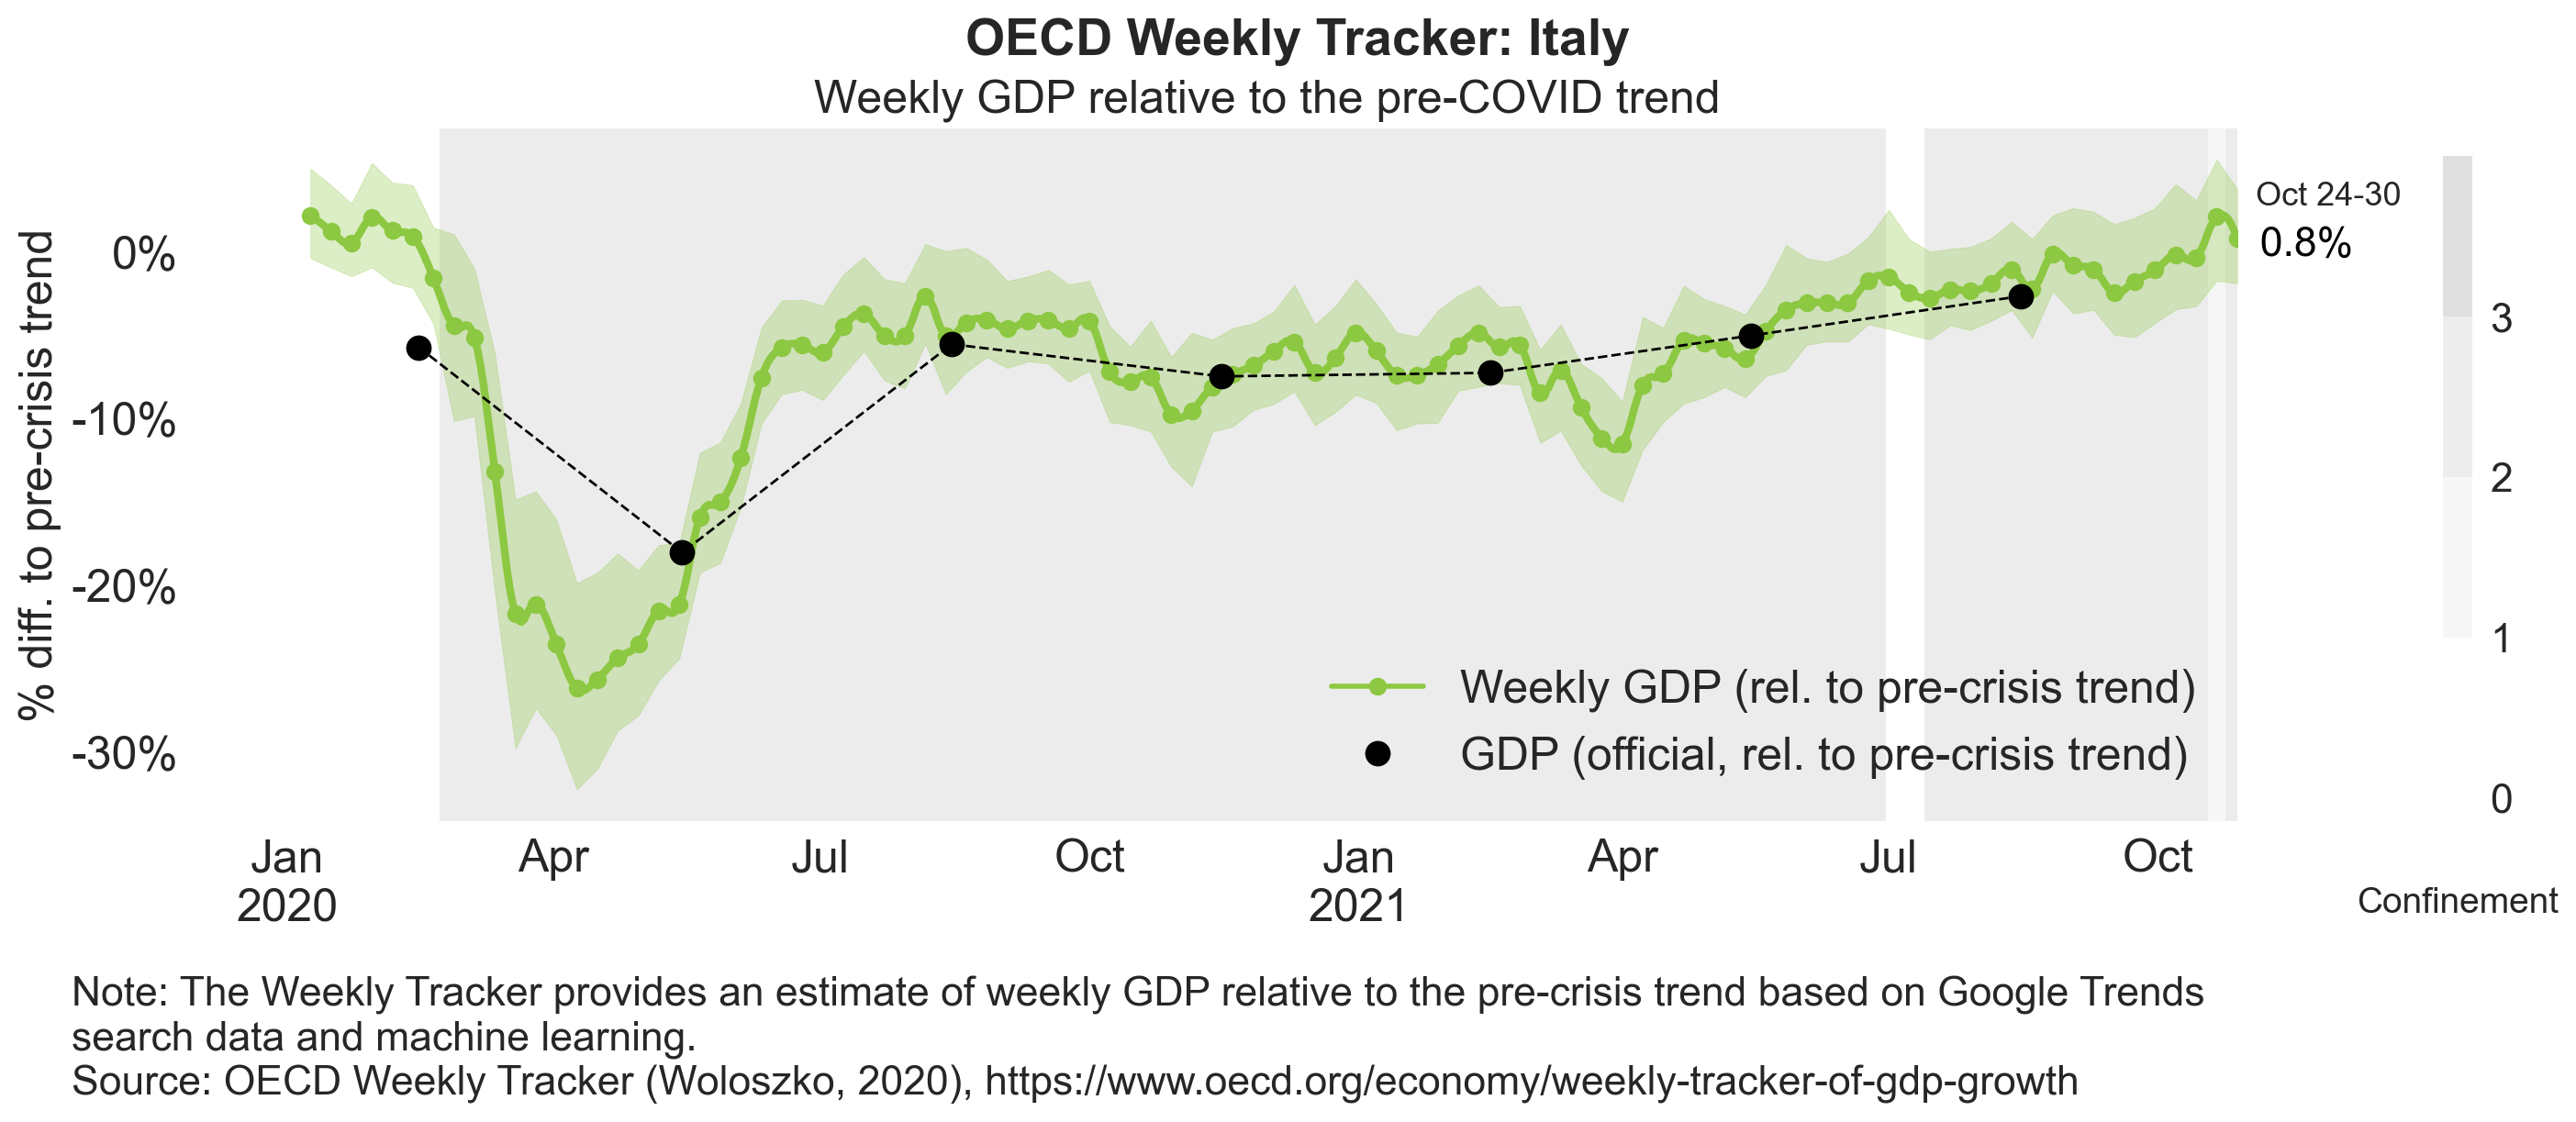 OECD Weekly Tracker: Italy
Weekly GDP relative to the pre-COVID trend
% diff. to pre-crisis trend
0%
-10%
-20%
-30%
Oct 24-30
0.8%
3
2
1
0
Confinement
Weekly GDP (rel. to pre-crisis trend)
GDP (official, rel. to pre-crisis trend)
Jan Apr Jul Oct Jan Apr Jul Oct
2020 2021
Note: The Weekly Tracker provides an estimate of weekly GDP relative to the pre-crisis trend based on Google Trends
search data and machine learning.
Source: OECD Weekly Tracker (Woloszko, 2020), https://www.oecd.org/economy/weekly-tracker-of-gdp-growth